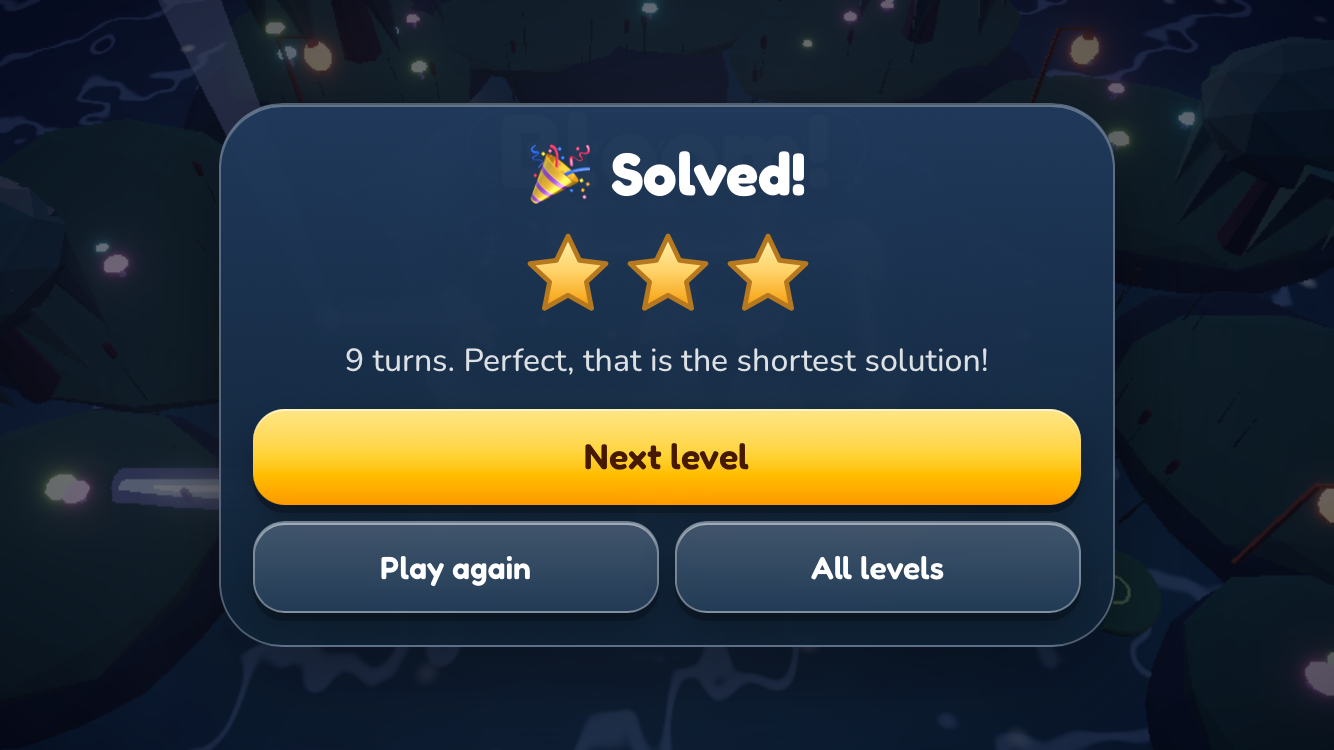 🎉 Solved!
9 turns. Perfect, that is the shortest solution!
Next level
Play again
All levels